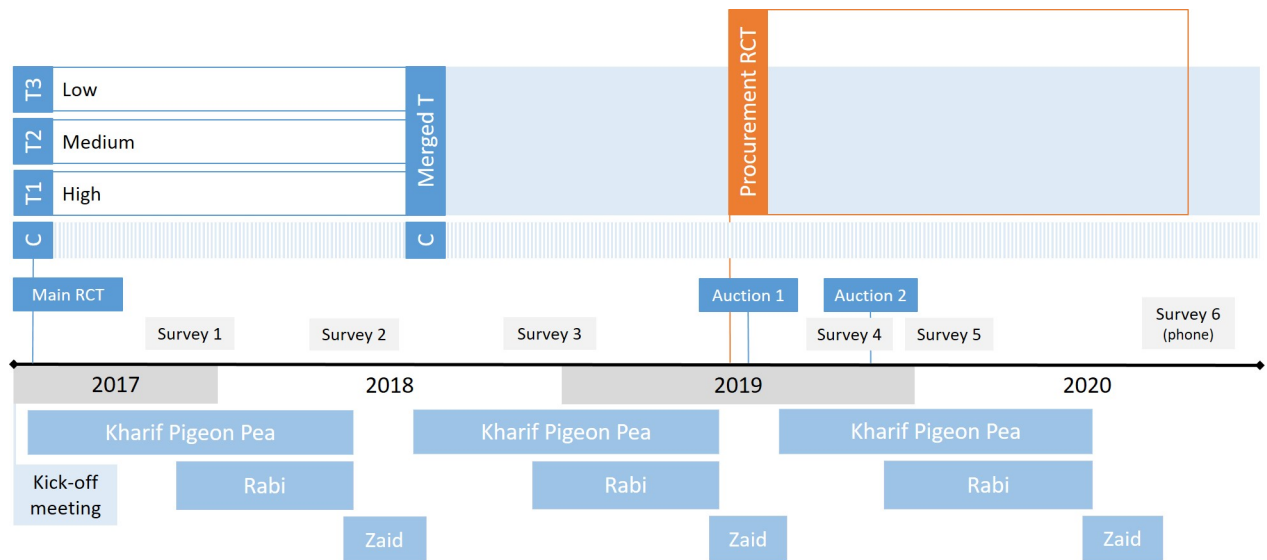 T3
Low
T2
Medium
T1
High
C
Merged T
C
Procurement RCT
Main RCT
Auction 1
Auction 2
Survey 1
Survey 2
Survey 3
Survey 4
Survey 5
Survey 6
(phone)
2017
2018
2019
2020
Kharif Pigeon Pea
Kharif Pigeon Pea
Kharif Pigeon Pea
Kick-off
meeting
Rabi
Rabi
Rabi
Zaid
Zaid
Zaid